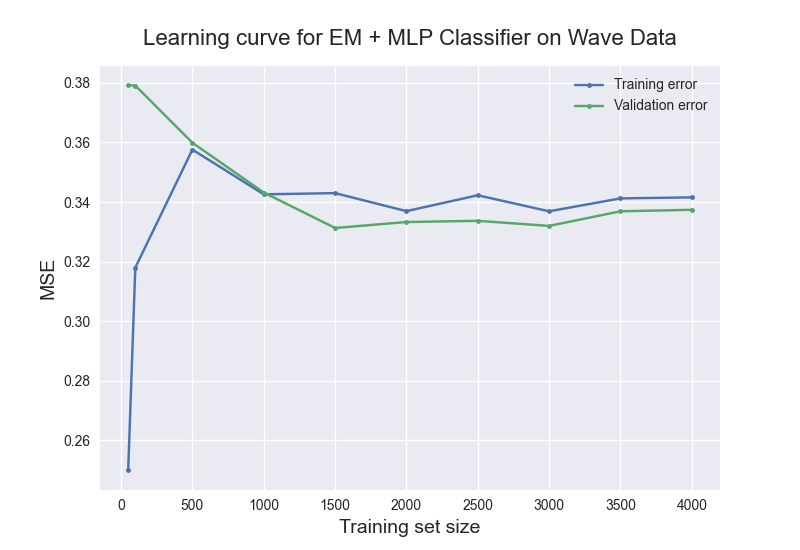 Learning curve for EM + MLP Classifier on Wave Data
Training error
Validation error
0.38
0.36
0.34
0.32
0.30
0.28
0.26
MSE
0 500 1000 1500 2000 2500 3000 3500 4000
Training set size